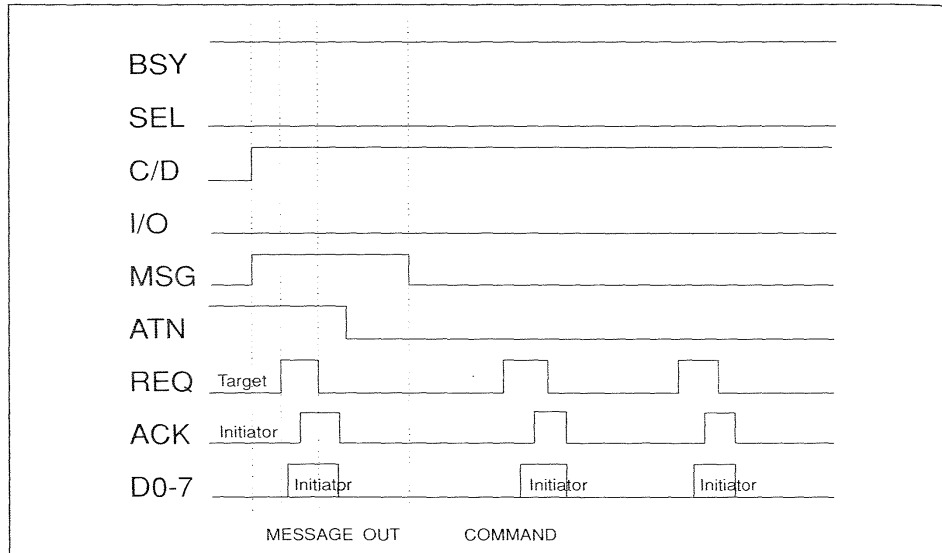 BSY
SEL
C/D
I/O
MSG
ATN
REQ Target
ACK Initiator
D0-7 Initiator Initiator Initiator
MESSAGE OUT COMMAND